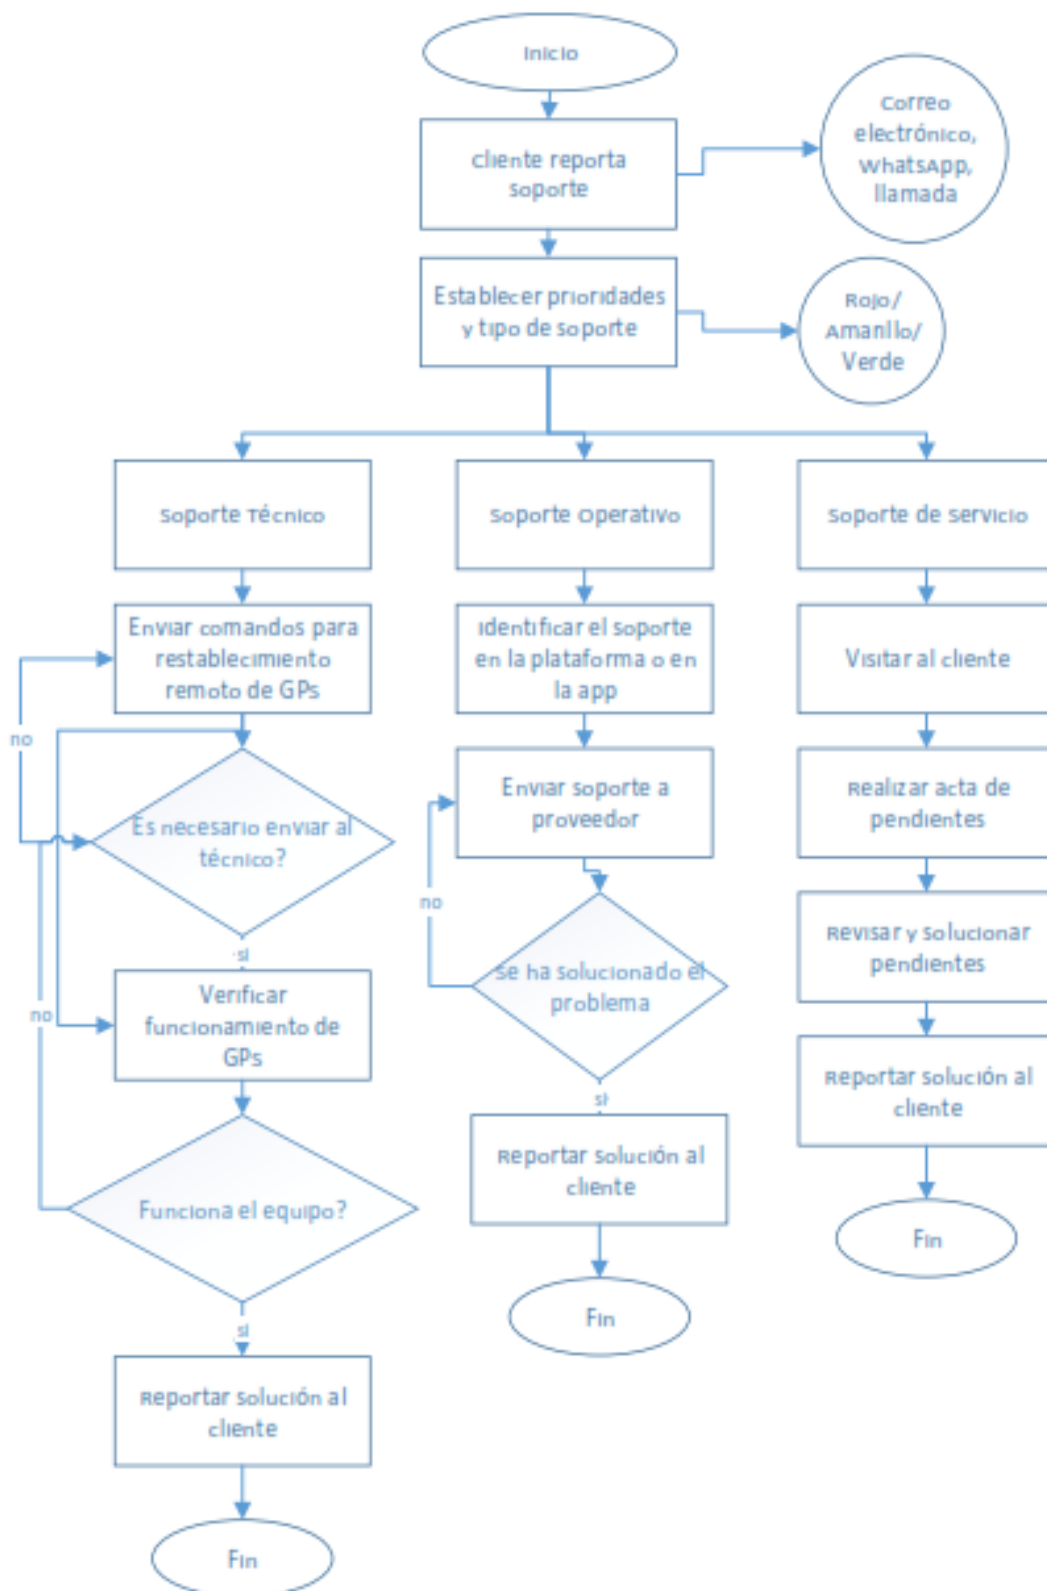 Inicio
Correo
electrónico,
WhatsApp,
llamada
Cliente reporta
soporte
Establecer prioridades
y tipo de soporte
Rojo/
Amarillo/
Verde
Soporte Técnico
Soporte Operativo
Soporte de servicio
Enviar comandos para
restablecimiento
remoto de GPs
Identificar el soporte
en la plataforma o en
la app
Visitar al cliente
no
Es necesario enviar al
técnico?
Enviar soporte a
proveedor
Realizar acta de
pendientes
no
si
Se ha solucionado el
problema
Revisar y solucionar
pendientes
Verificar
funcionamiento de
GPs
no
Funciona el equipo?
si
Reportar solución al
cliente
Reportar solución al
cliente
Fin
Fin
si
Reportar solución al
cliente
Fin